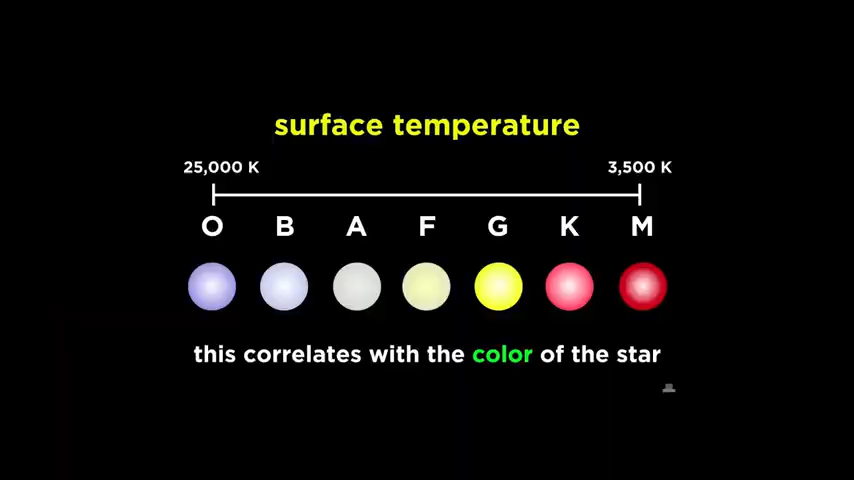 surface temperature
25,000 K 3,500 K
O B A F G K M
this correlates with the color of the star